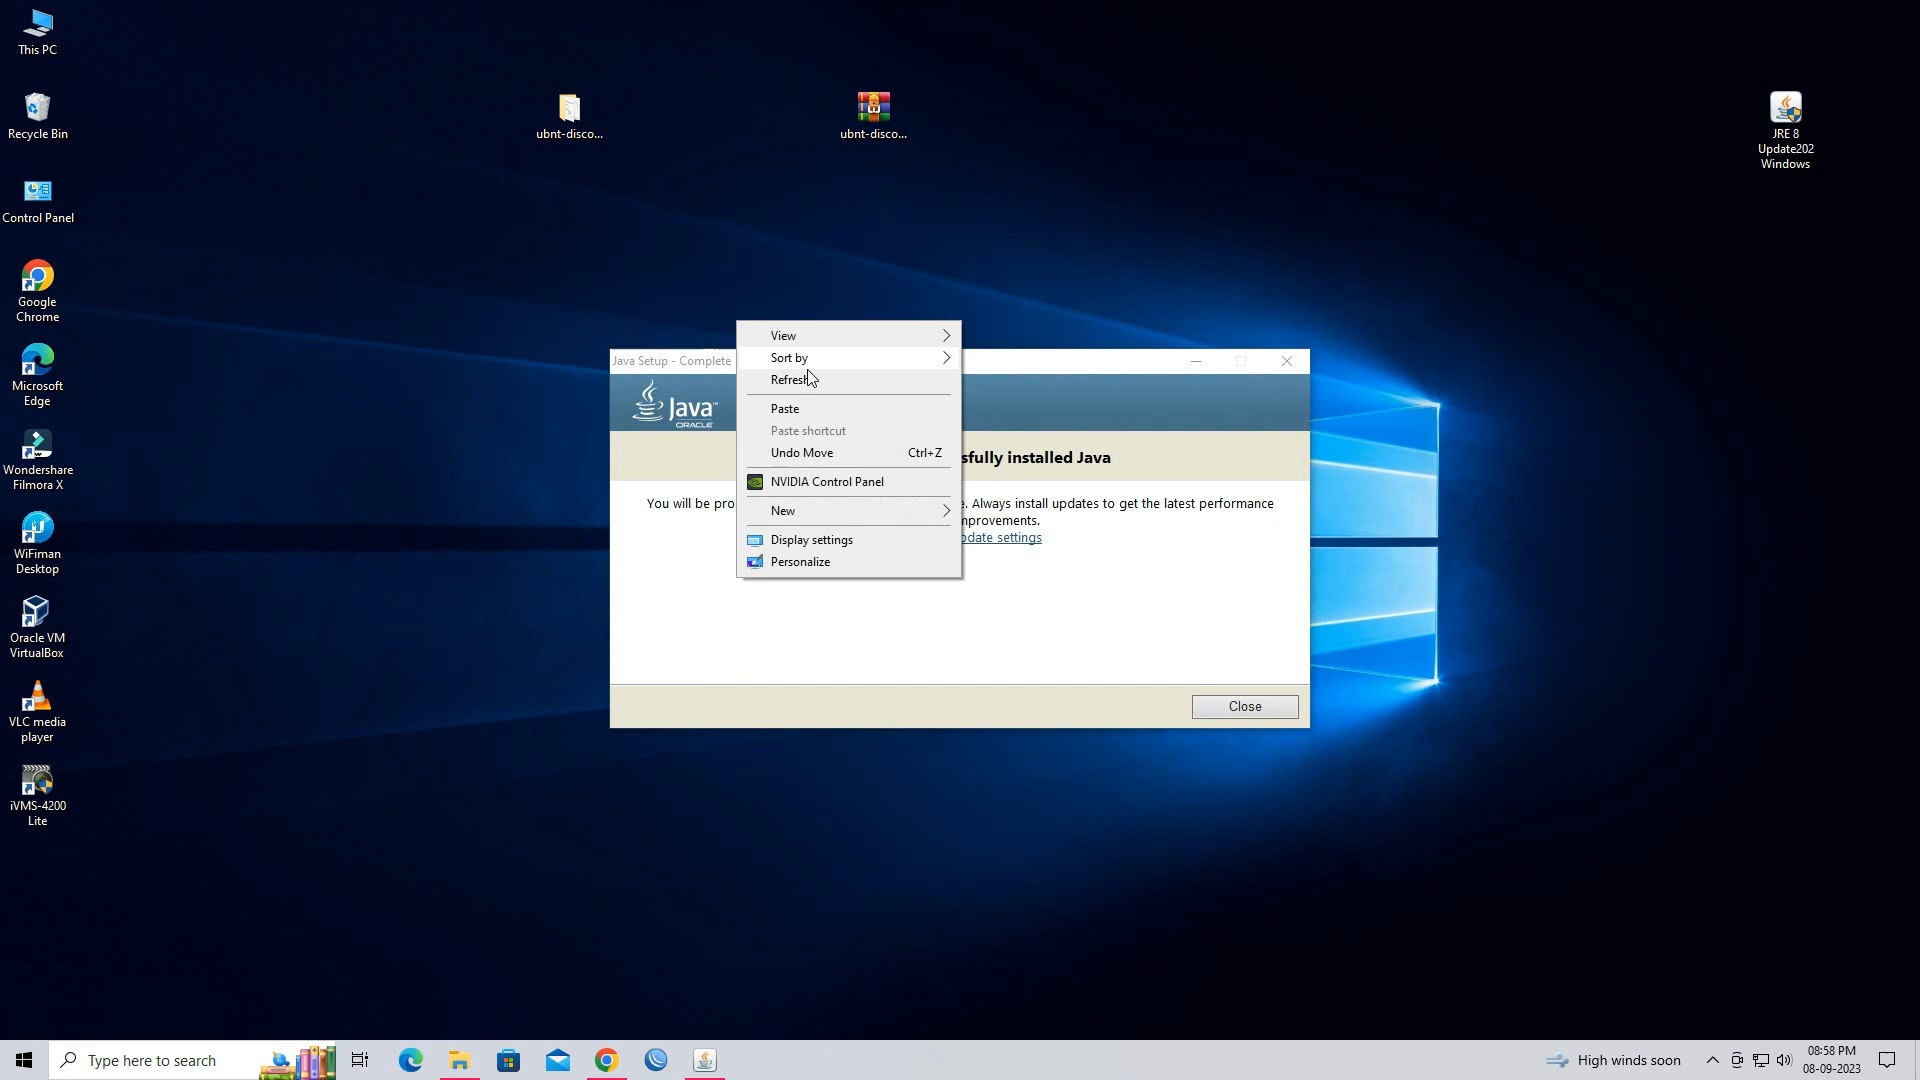 This PC
Recycle Bin
Control Panel
Google
Chrome
Microsoft
Edge
Wondershare
Filmora X
WiFiman
Desktop
Oracle VM
VirtualBox
VLC media
player
iVMS-4200
Lite
ubnt-disco...
ubnt-disco...
JRE 8
Update202
Windows
Java Setup - Complete
Java™
ORACLE
sfully installed Java
You will be pro
e. Always install updates to get the latest performance
mprovements.
pdate settings
Close
View
Sort by
Refresh
Paste
Paste shortcut
Undo Move Ctrl+Z
NVIDIA Control Panel
New
Display settings
Personalize
Type here to search
High winds soon
08:58 PM
08-09-2023